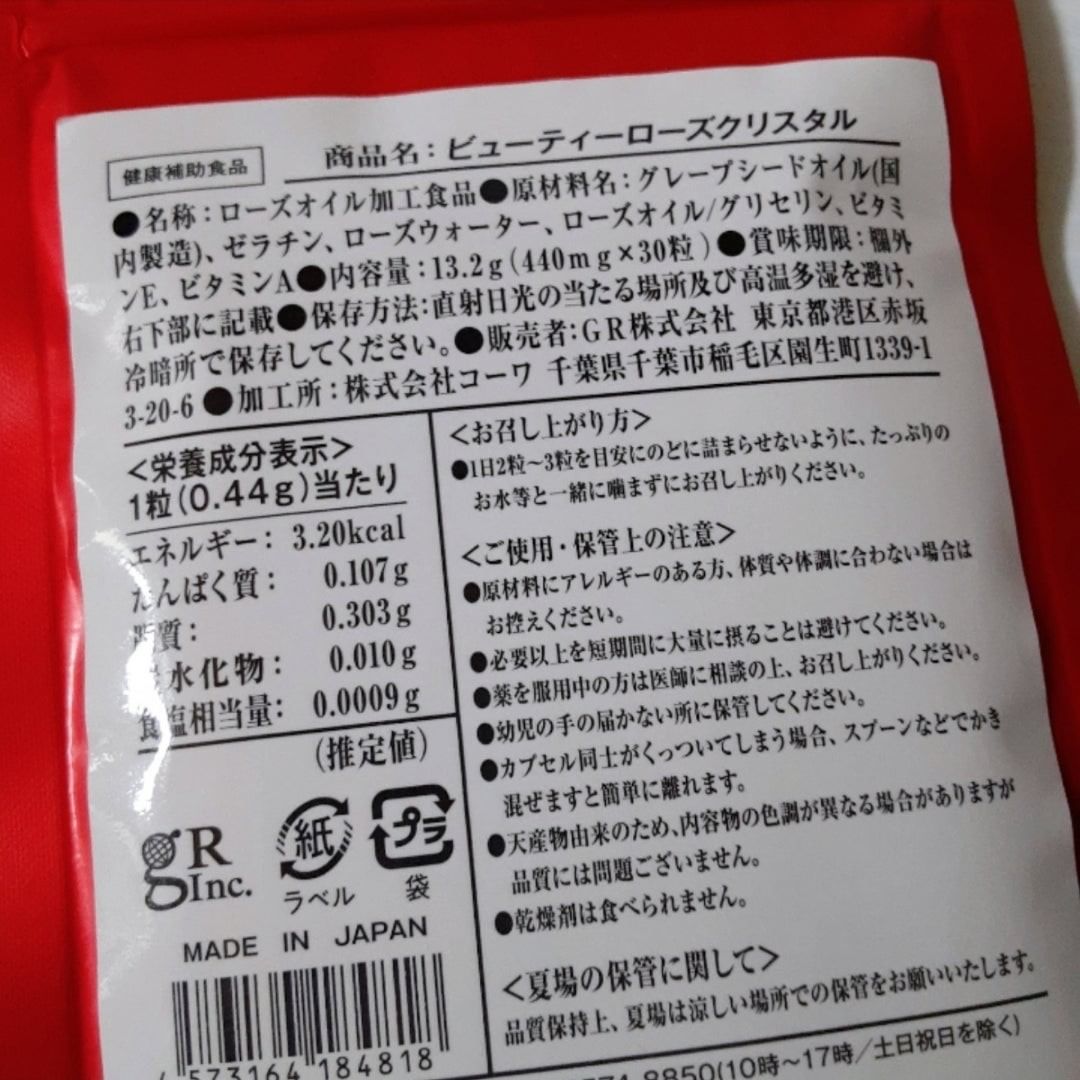 健康補助食品
商品名：ビューティーローズクリスタル
●名称：ローズオイル加工食品●原材料名：グレープシードオイル(国
内製造)、ゼラチン、ローズウォーター、ローズオイル/グリセリン、ビタミ
ンE、ビタミンA●内容量：13.2g(440mg×30粒)●賞味期限：欄外
右下部に記載●保存方法：直射日光の当たる場所及び高温多湿を避け、
冷暗所で保存してください。●販売者：GR株式会社 東京都港区赤坂
3-20-6 ●加工所：株式会社コーワ 千葉県千葉市稲毛区園生町1339-1
＜栄養成分表示＞
1粒(0.44g)当たり
エネルギー： 3.20kcal
たんぱく質： 0.107g
脂質： 0.303g
炭水化物： 0.010g
食塩相当量： 0.0009g
(推定値)
gR
Inc.
紙
ラベル
プラ
袋
MADE IN JAPAN
4 573164 184818
＜お召し上がり方＞
●1日2粒～3粒を目安にのどに詰まらせないように、たっぷりの
お水等と一緒に噛まずにお召し上がりください。
＜ご使用・保管上の注意＞
●原材料にアレルギーのある方、体質や体調に合わない場合は
お控えください。
●必要以上を短期間に大量に摂ることは避けてください。
●薬を服用中の方は医師に相談の上、お召し上がりください。
●幼児の手の届かない所に保管してください。
●カプセル同士がくっついてしまう場合、スプーンなどでかき
混ぜますと簡単に離れます。
●天産物由来のため、内容物の色調が異なる場合がありますが
品質には問題ございません。
●乾燥剤は食べられません。
＜夏場の保管に関して＞
品質保持上、夏場は涼しい場所での保管をお願いいたします。
8850(10時～17時/土日祝日を除く)